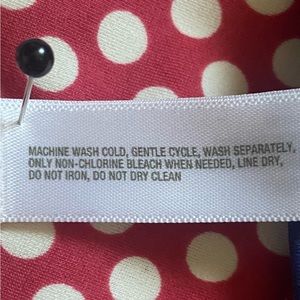 MACHINE WASH COLD, GENTLE CYCLE, WASH SEPARATELY,
ONLY NON-CHLORINE BLEACH WHEN NEEDED, LINE DRY,
DO NOT IRON, DO NOT DRY CLEAN